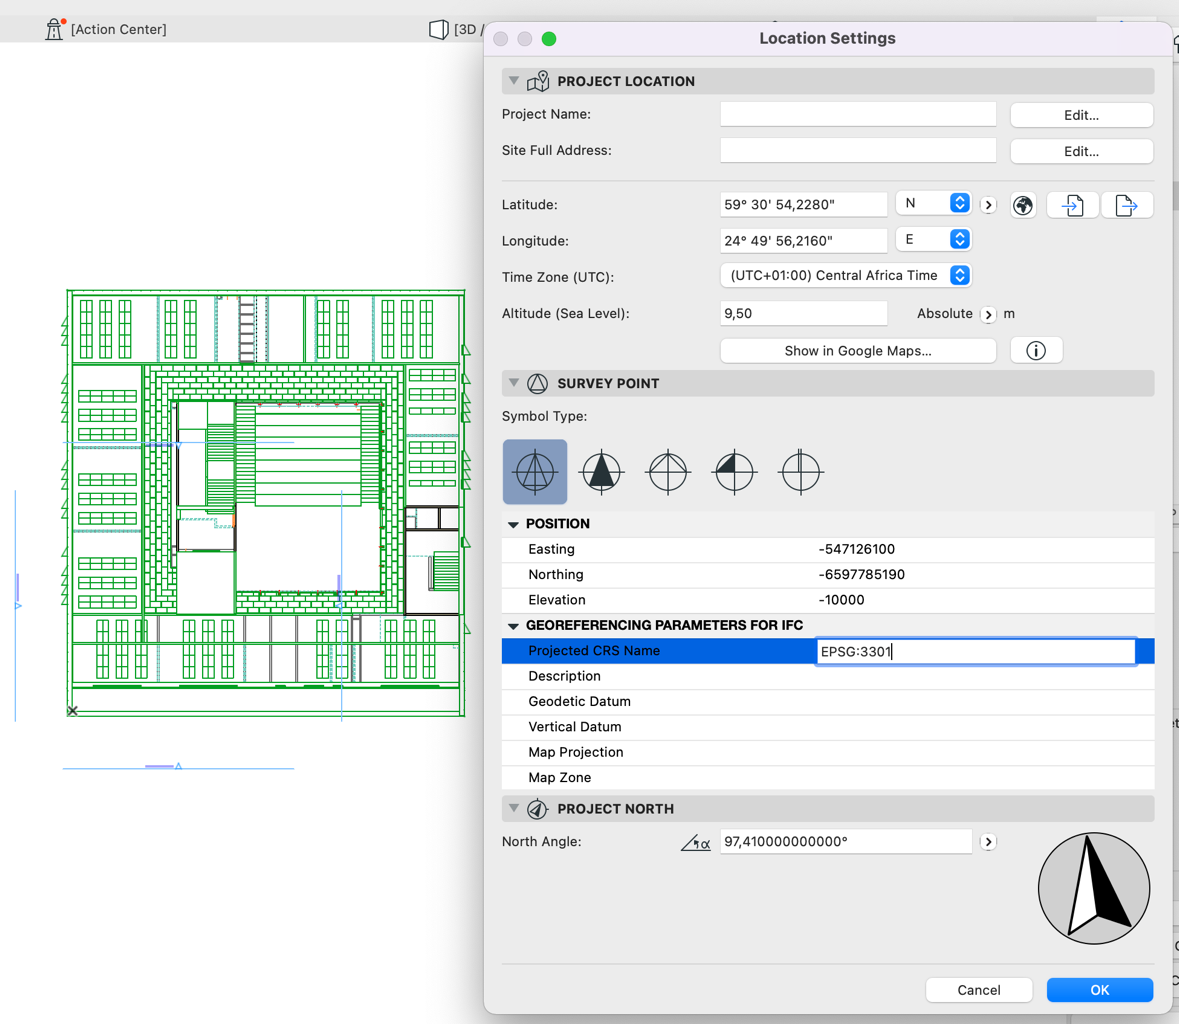 [Action Center]
[3D /
Location Settings
PROJECT LOCATION
Project Name:
Edit...
Site Full Address:
Edit...
Latitude:
59° 30' 54,2280"
N
Longitude:
24° 49' 56,2160"
E
Time Zone (UTC):
(UTC+01:00) Central Africa Time
Altitude (Sea Level):
9,50
Absolute
m
Show in Google Maps...
SURVEY POINT
Symbol Type:
POSITION
Easting
-547126100
Northing
-6597785190
Elevation
-10000
GEOREFERENCING PARAMETERS FOR IFC
Projected CRS Name
EPSG:3301
Description
Geodetic Datum
Vertical Datum
Map Projection
Map Zone
PROJECT NORTH
North Angle:
α
97,410000000000°
Cancel
OK